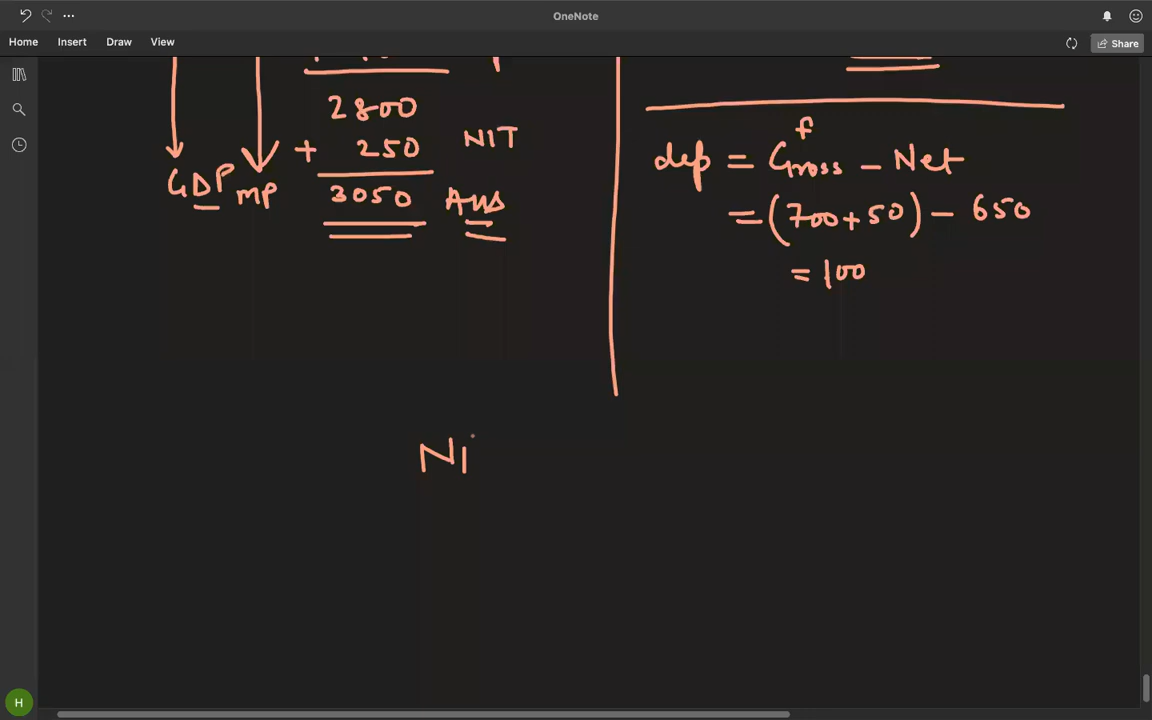 OneNote
Home Insert Draw View
Share
2800
+ 250 NIT
GDP MP 3050 Ans
f
dep = Gross - Net
= (700+50) - 650
= 100
NI
H